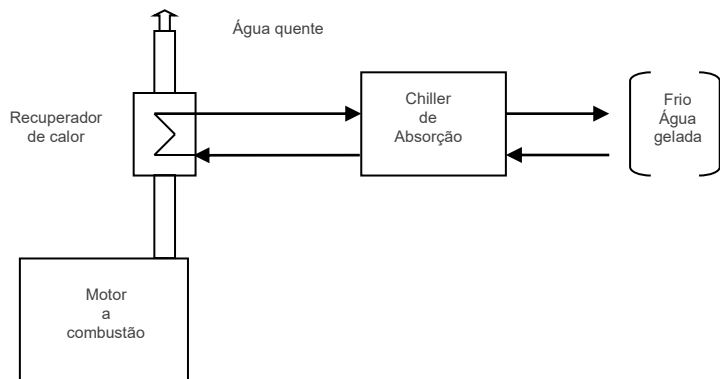 Água quente
Recuperador
de calor
Chiller
de
Absorção
Frio
Água
gelada
Motor
a
combustão